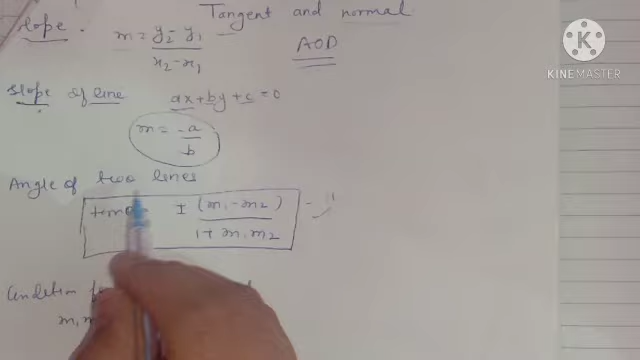 Tangent and normal
slope.
m = y2 - y1 / x2 - x1
AOD
KINEMASTER
slope of line ax + by + c = 0
m = -a / b
Angle of two lines
± (m1 - m2) / 1 + m1 m2